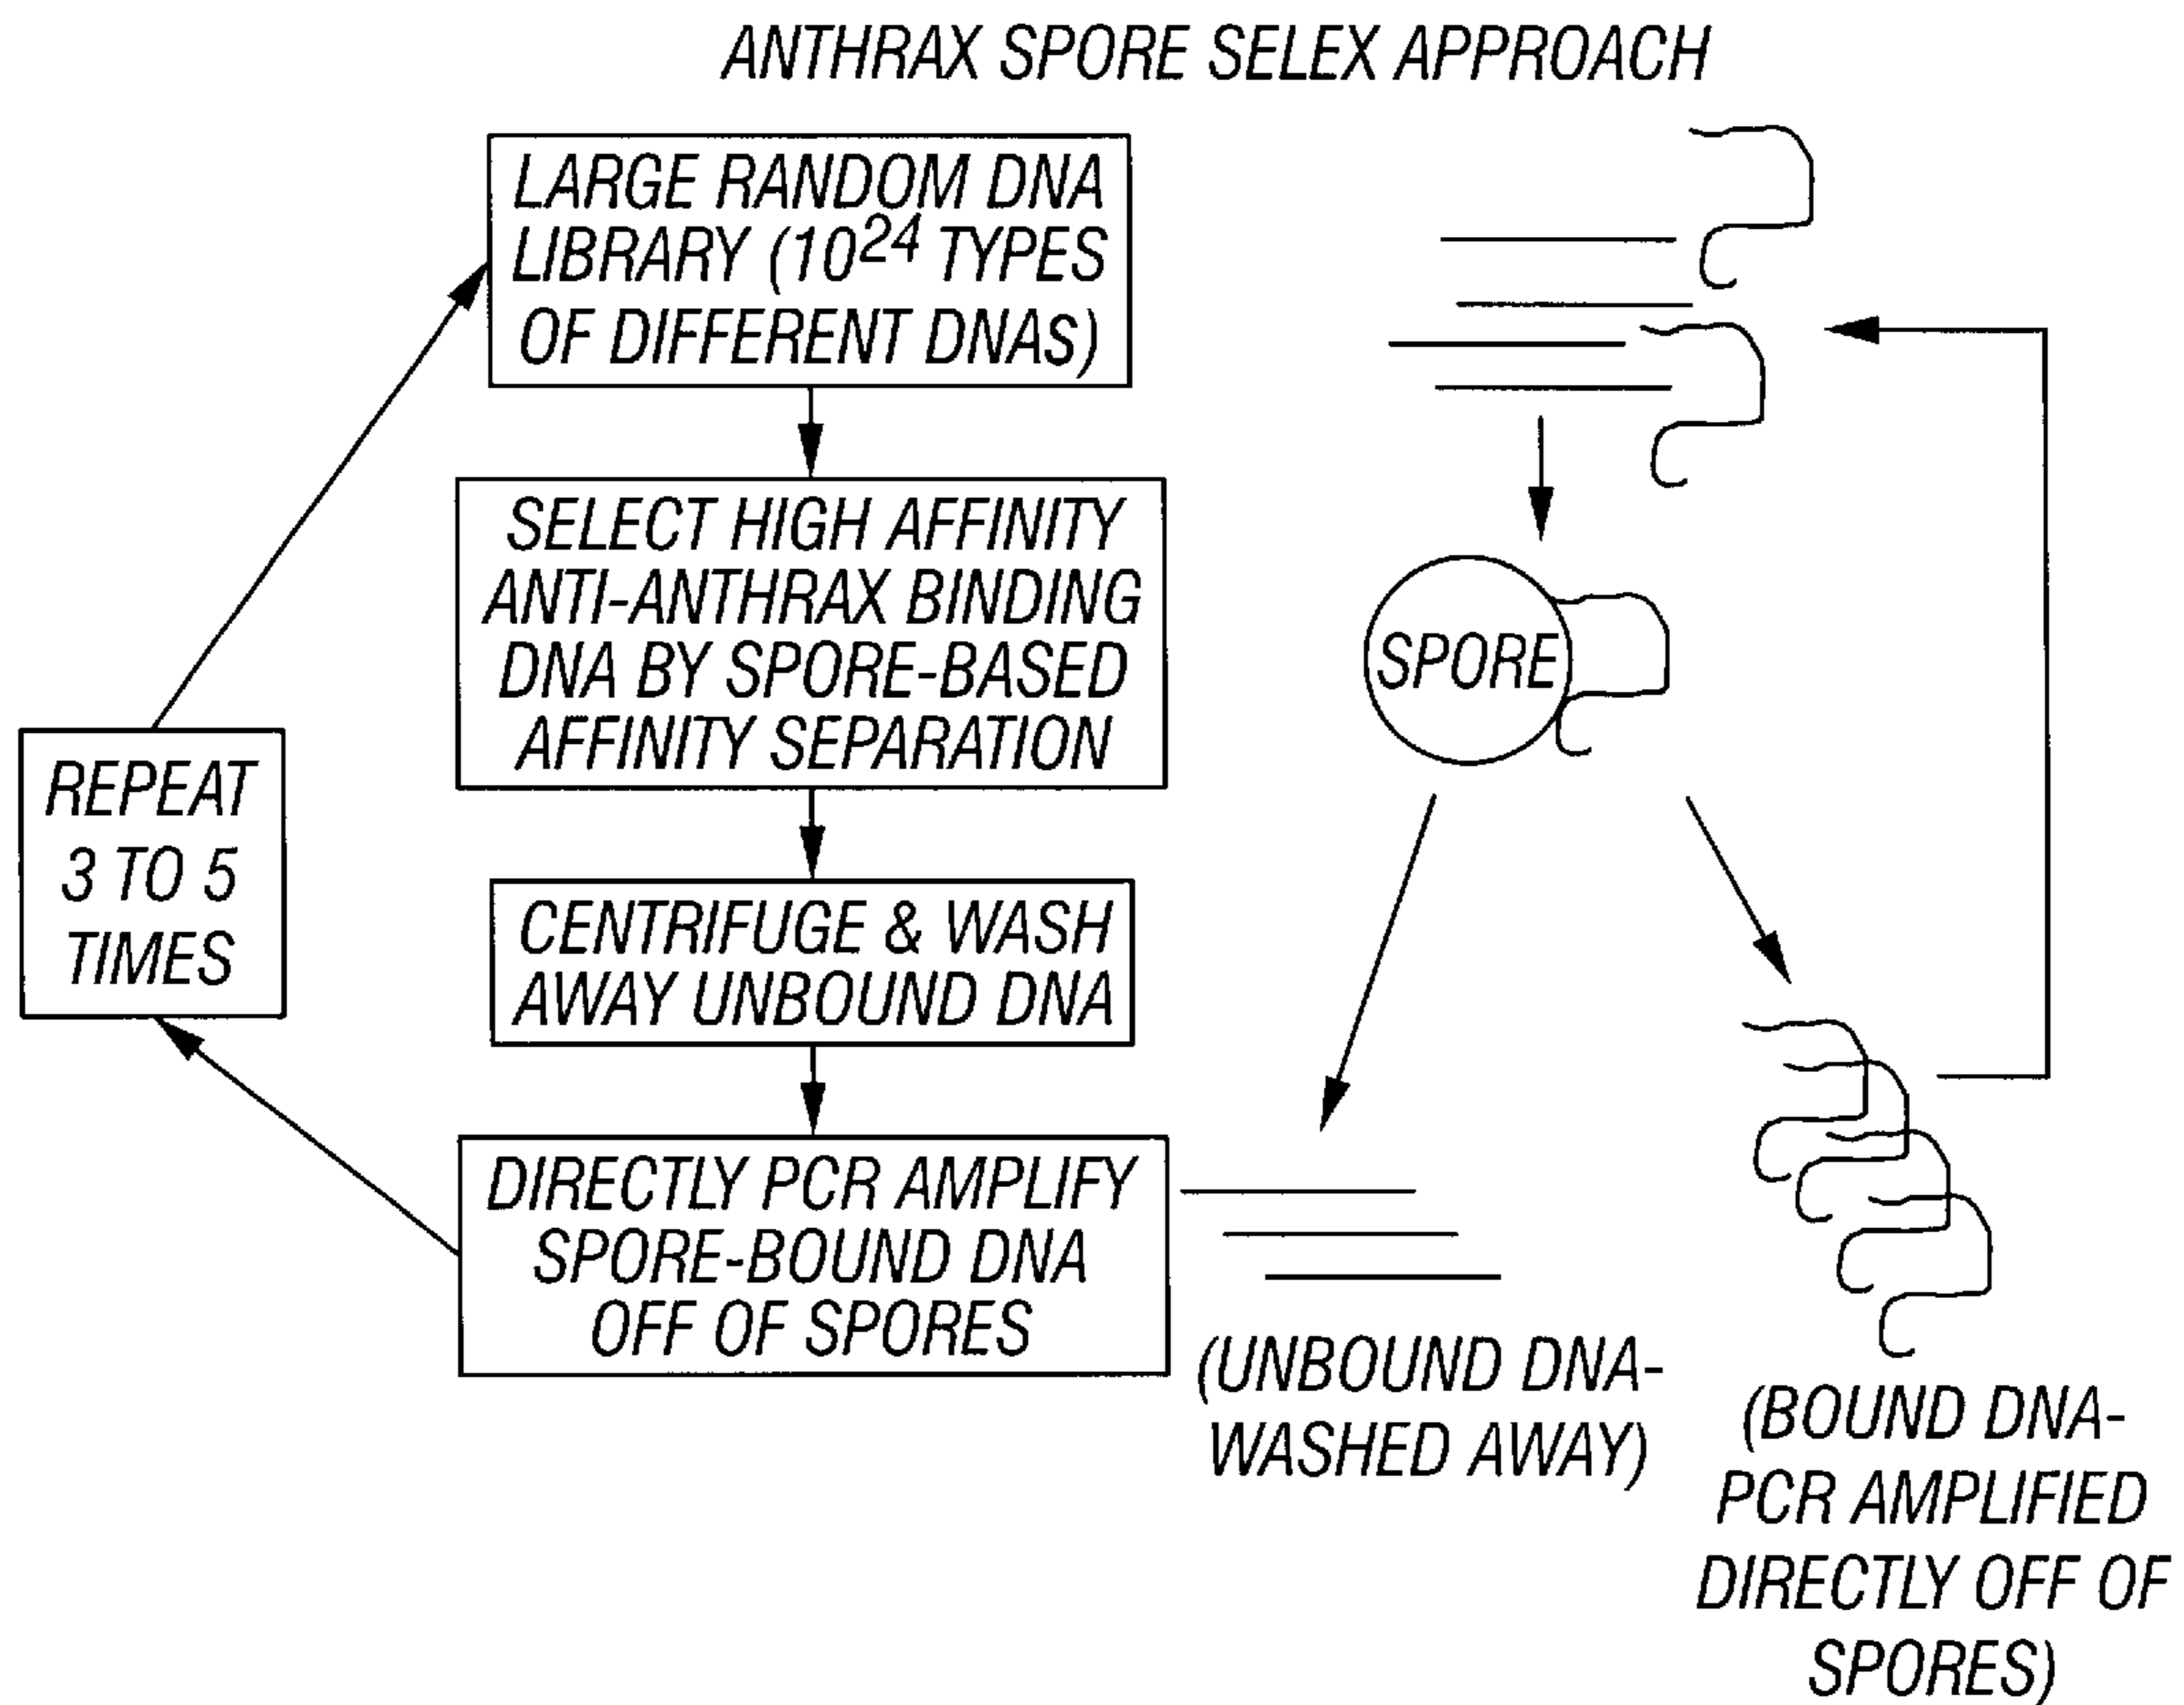 ANTHRAX SPORE SELEX APPROACH
LARGE RANDOM DNA
LIBRARY (10²⁴ TYPES
OF DIFFERENT DNAS)
SELECT HIGH AFFINITY
ANTI-ANTHRAX BINDING
DNA BY SPORE-BASED
AFFINITY SEPARATION
CENTRIFUGE & WASH
AWAY UNBOUND DNA
DIRECTLY PCR AMPLIFY
SPORE-BOUND DNA
OFF OF SPORES
REPEAT
3 TO 5
TIMES
SPORE
(UNBOUND DNA-
WASHED AWAY)
(BOUND DNA-
PCR AMPLIFIED
DIRECTLY OFF OF
SPORES)